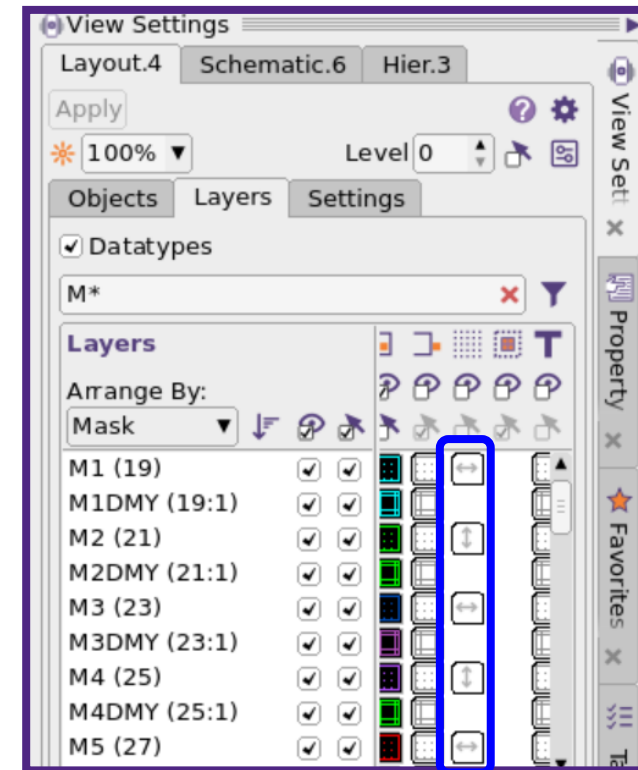 View Settings
Layout.4 Schematic.6 Hier.3
Apply
100% Level 0
Objects Layers Settings
Datatypes
M*
Layers
Arrange By:
Mask
M1 (19)
M1DMY (19:1)
M2 (21)
M2DMY (21:1)
M3 (23)
M3DMY (23:1)
M4 (25)
M4DMY (25:1)
M5 (27)
View Sett
Property
Favorites
Ta